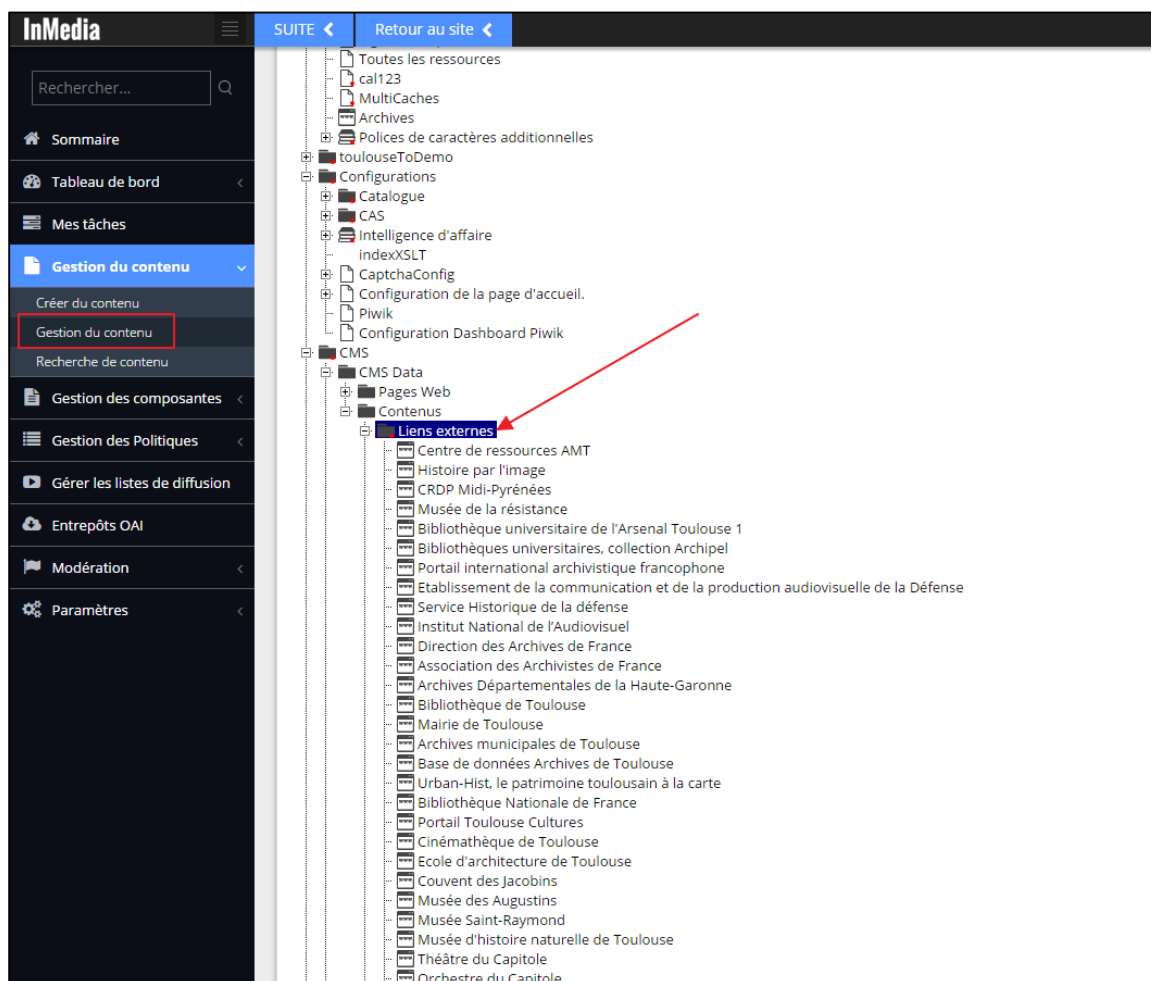 InMedia
SUITE
Retour au site
Rechercher...
Sommaire
Tableau de bord
Mes tâches
Gestion du contenu
Créer du contenu
Gestion du contenu
Recherche de contenu
Gestion des composantes
Gestion des Politiques
Gérer les listes de diffusion
Entrepôts OAI
Modération
Paramètres
Toutes les ressources
cal123
MultiCaches
Archives
Polices de caractères additionnelles
toulouseToDemo
Configurations
Catalogue
CAS
Intelligence d'affaire
indexXSLT
CaptchaConfig
Configuration de la page d'accueil.
Piwik
Configuration Dashboard Piwik
CMS
CMS Data
Pages Web
Contenus
Liens externes
Centre de ressources AMT
Histoire par l'image
CRDP Midi-Pyrénées
Musée de la résistance
Bibliothèque universitaire de l'Arsenal Toulouse 1
Bibliothèques universitaires, collection Archipel
Portail international archivistique francophone
Etablissement de la communication et de la production audiovisuelle de la Défense
Service Historique de la défense
Institut National de l’Audiovisuel
Direction des Archives de France
Association des Archivistes de France
Archives Départementales de la Haute-Garonne
Bibliothèque de Toulouse
Mairie de Toulouse
Archives municipales de Toulouse
Base de données Archives de Toulouse
Urban-Hist, le patrimoine toulousain à la carte
Bibliothèque Nationale de France
Portail Toulouse Cultures
Cinémathèque de Toulouse
Ecole d'architecture de Toulouse
Couvent des Jacobins
Musée des Augustins
Musée Saint-Raymond
Musée d'histoire naturelle de Toulouse
Théâtre du Capitole
Orchestre du Capitole